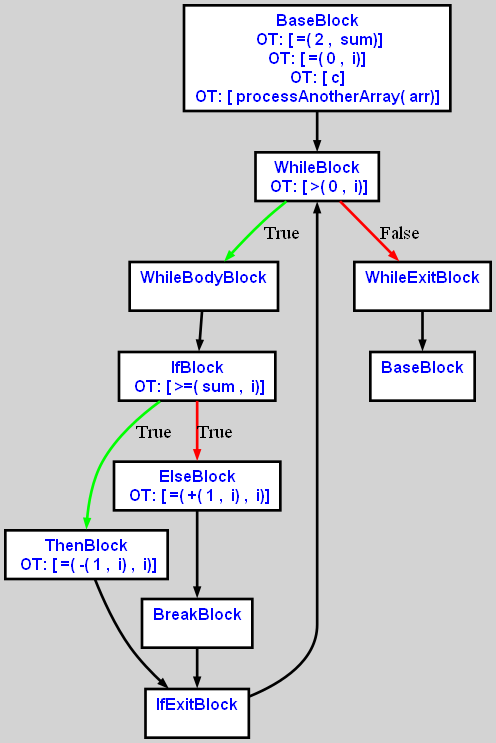 BaseBlock
OT: [ =( 2 , sum)]
OT: [ =( 0 , i)]
OT: [ c]
OT: [ processAnotherArray( arr)]
WhileBlock
OT: [ >( 0 , i)]
True
False
WhileBodyBlock
WhileExitBlock
IfBlock
OT: [ >=( sum , i)]
BaseBlock
True
True
ElseBlock
OT: [ =( +( 1 , i) , i)]
ThenBlock
OT: [ =( -( 1 , i) , i)]
BreakBlock
IfExitBlock